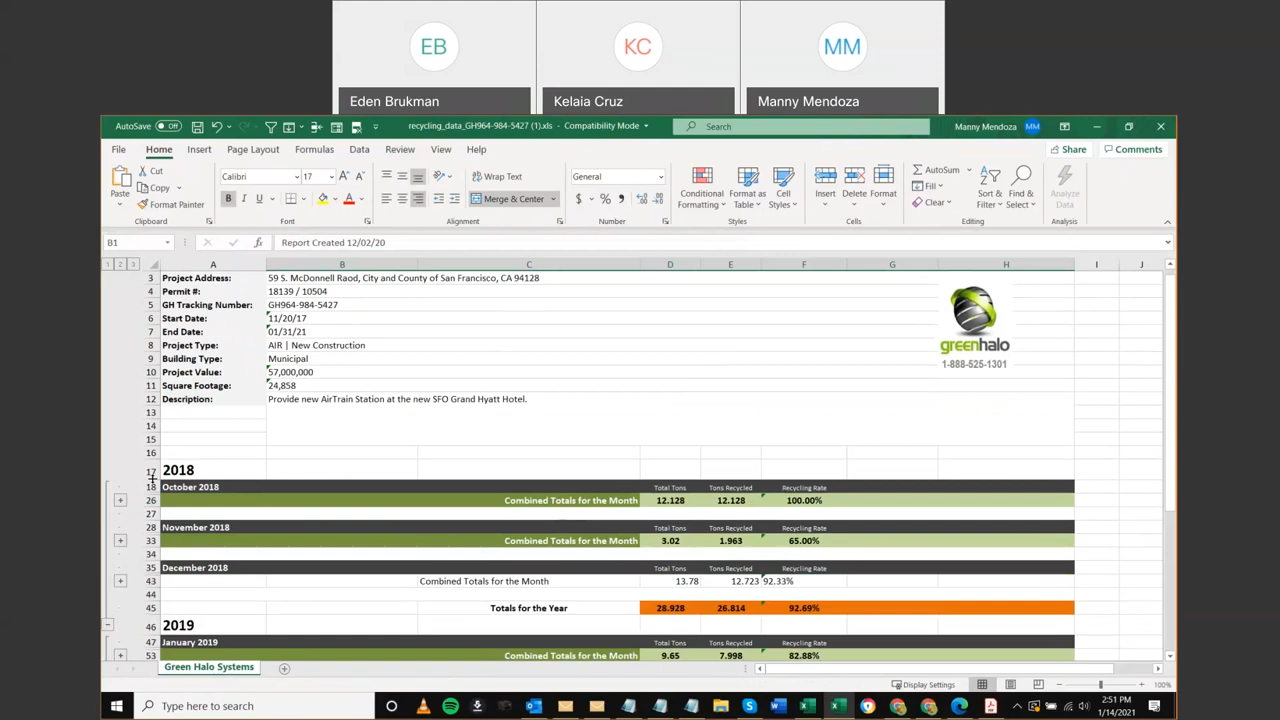 EB KC MM
Eden Brukman Kelaia Cruz Manny Mendoza
AutoSave Off recycling_data_GH964-984-5427 (1).xls - Compatibility Mode Search Manny Mendoza MM
File Home Insert Page Layout Formulas Data Review View Help Share Comments
Paste Cut Copy Format Painter
Calibri 17 A A
B I U A
Wrap Text
Merge & Center
General
$ % ,
Conditional Formatting Format as Table Cell Styles
Insert Delete Format
AutoSum Fill Clear
Sort & Filter Find & Select
Analyze Data
Clipboard Font Alignment Number Styles Cells Editing Analysis
B1 fx Report Created 12/02/20
1 2 3 A B C D E F G H I J
3 Project Address: 59 S. McDonnell Raod, City and County of San Francisco, CA 94128
4 Permit #: 18139 / 10504
5 GH Tracking Number: GH964-984-5427
6 Start Date: 11/20/17
7 End Date: 01/31/21
8 Project Type: AIR | New Construction
9 Building Type: Municipal
10 Project Value: 57,000,000
11 Square Footage: 24,858
12 Description: Provide new AirTrain Station at the new SFO Grand Hyatt Hotel.
greenhalo
1-888-525-1301
13
14
15
16
17 2018
18 October 2018 Total Tons Tons Recycled Recycling Rate
26 Combined Totals for the Month 12.128 12.128 100.00%
27
28 November 2018 Total Tons Tons Recycled Recycling Rate
33 Combined Totals for the Month 3.02 1.963 65.00%
34
35 December 2018 Total Tons Tons Recycled Recycling Rate
43 Combined Totals for the Month 13.78 12.723 92.33%
44
45 Totals for the Year 28.928 26.814 92.69%
46 2019
47 January 2019 Total Tons Tons Recycled Recycling Rate
53 Combined Totals for the Month 9.65 7.998 82.88%
Green Halo Systems
Display Settings 100%
Type here to search
2:51 PM
1/14/2021